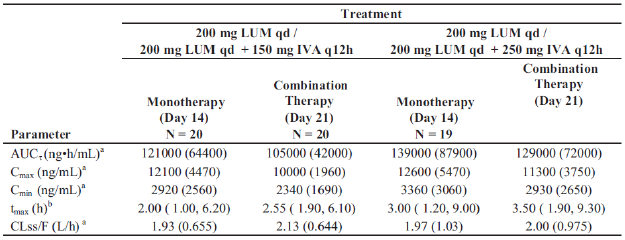 Treatment
200 mg LUM qd / 200 mg LUM qd /
200 mg LUM qd + 150 mg IVA q12h 200 mg LUM qd + 250 mg IVA q12h
Combination Combination
Monotherapy Therapy Monotherapy Therapy
(Day 14) (Day 21) (Day 14) (Day 21)
Parameter N = 20 N = 20 N = 19
AUCτ (ng•h/mL)a 121000 (64400) 105000 (42000) 139000 (87900) 129000 (72000)
Cmax (ng/mL)a 12100 (4470) 10000 (1960) 12600 (5470) 11300 (3750)
Cmin (ng/mL)a 2920 (2560) 2340 (1690) 3360 (3060) 2930 (2650)
tmax (h)b 2.00 ( 1.00, 6.20) 2.55 ( 1.90, 6.10) 3.00 ( 1.20, 9.00) 3.50 ( 1.90, 9.30)
CLss/F (L/h) a 1.93 (0.655) 2.13 (0.644) 1.97 (1.03) 2.00 (0.975)